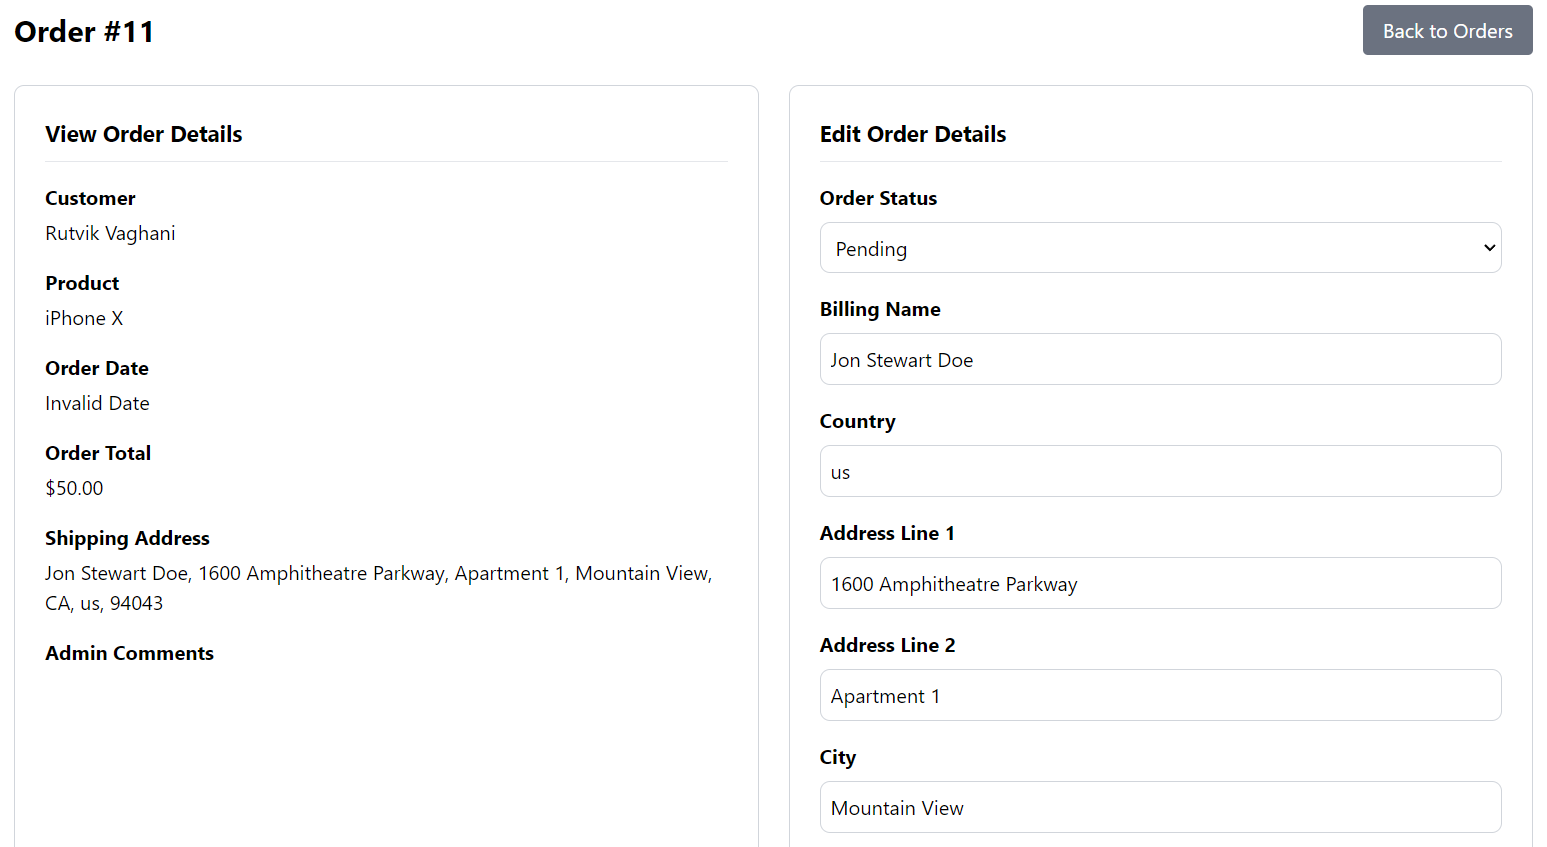 Order #11
Back to Orders
View Order Details
Customer
Rutvik Vaghani
Product
iPhone X
Order Date
Invalid Date
Order Total
$50.00
Shipping Address
Jon Stewart Doe, 1600 Amphitheatre Parkway, Apartment 1, Mountain View,
CA, us, 94043
Admin Comments
Edit Order Details
Order Status
Pending
Billing Name
Jon Stewart Doe
Country
us
Address Line 1
1600 Amphitheatre Parkway
Address Line 2
Apartment 1
City
Mountain View